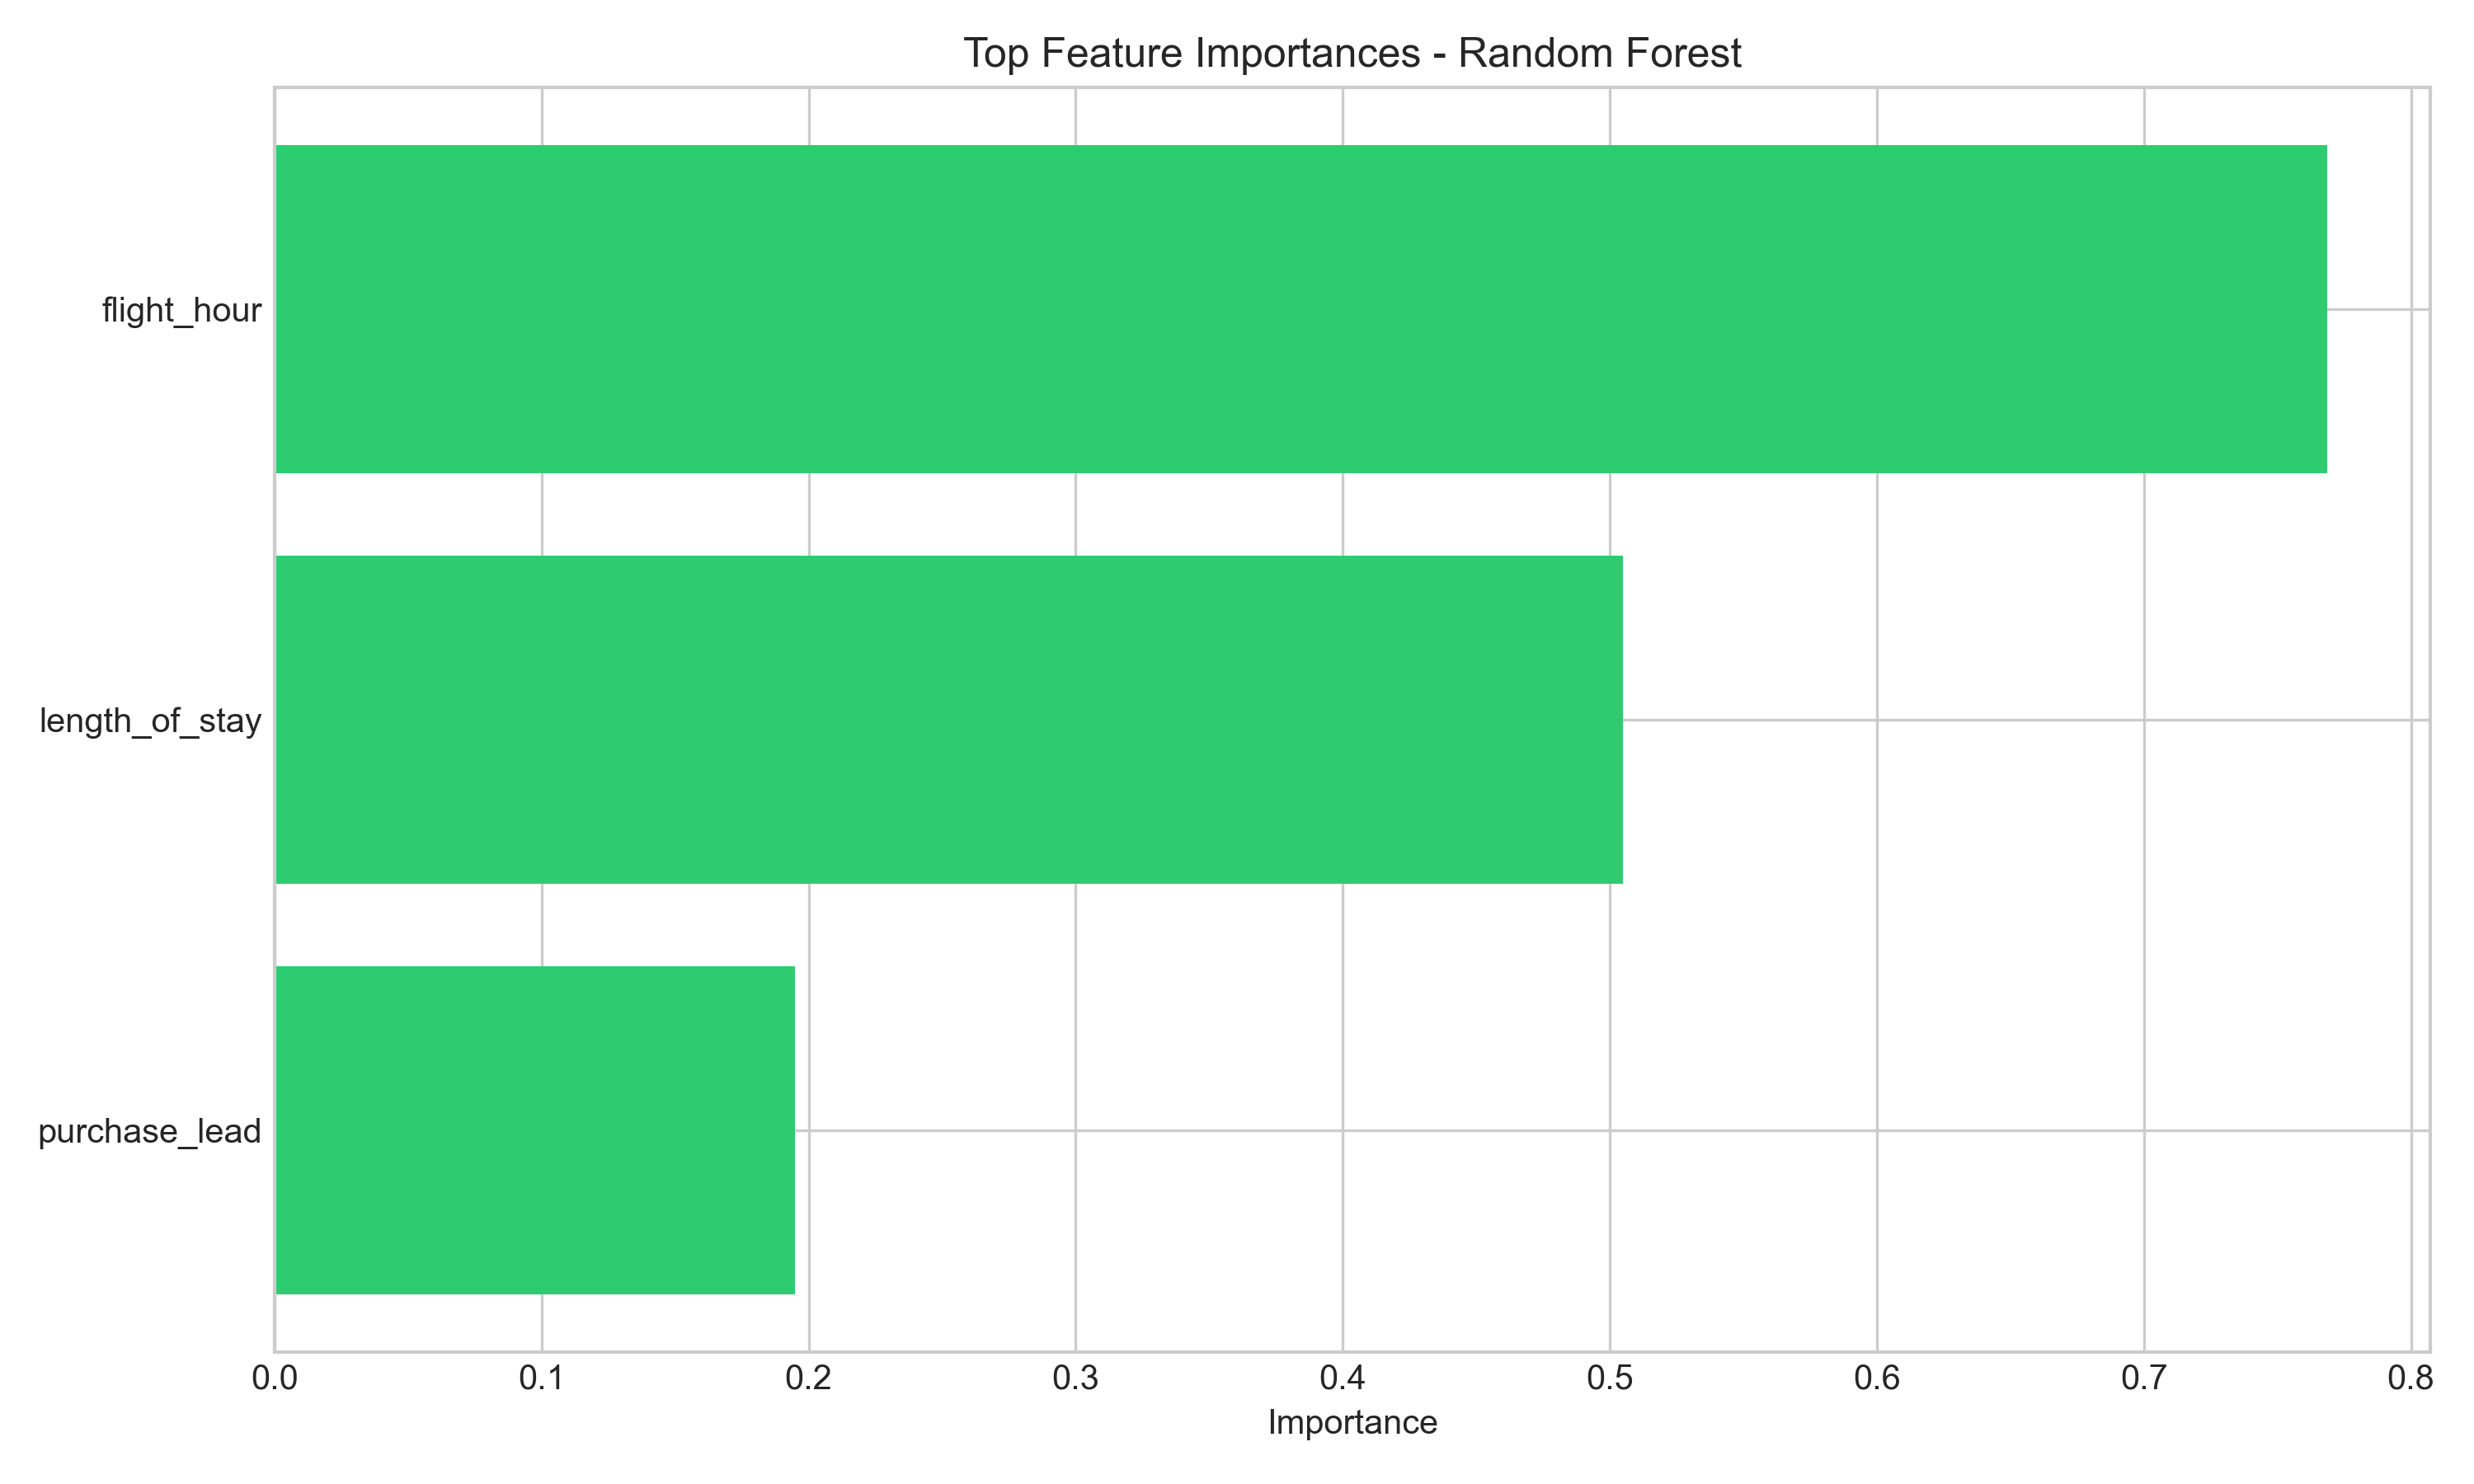 Top Feature Importances - Random Forest
flight_hour
length_of_stay
purchase_lead
0.0 0.1 0.2 0.3 0.4 0.5 0.6 0.7 0.8
Importance